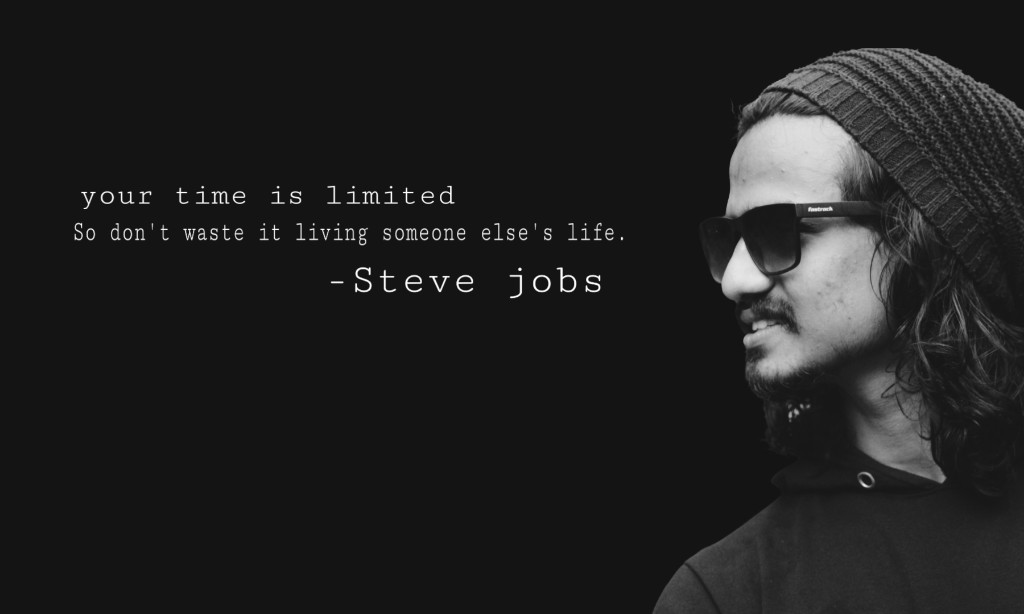 your time is limited
So don't waste it living someone else's life.
-Steve jobs
fastrack